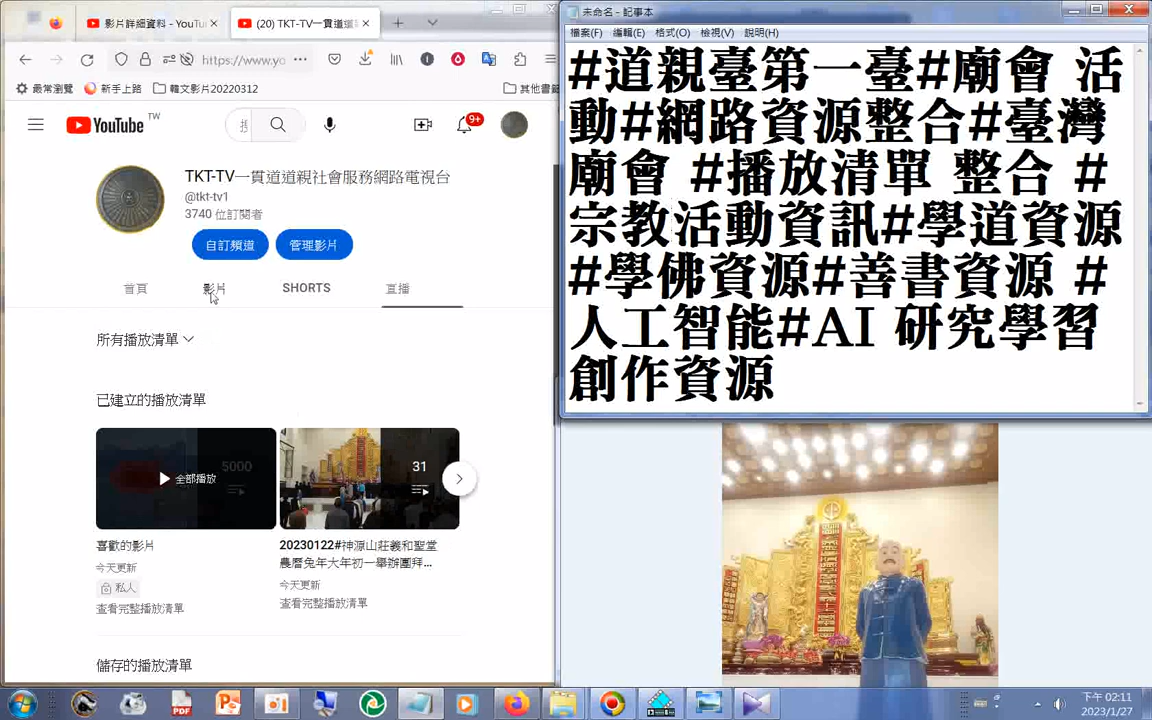 影片詳細資料 - YouTu
(20) TKT-TV一貫道道
https://www.yo
最常瀏覽
新手上路
韓文影片20220312
其他書籤
YouTube TW
9+
TKT-TV一貫道道親社會服務網路電視台
@tkt-tv1
3740 位訂閱者
自訂頻道
管理影片
首頁
影片
SHORTS
直播
所有播放清單
已建立的播放清單
5000
全部播放
31
喜歡的影片
今天更新
私人
查看完整播放清單
20230122#神源山莊義和聖堂
農曆兔年大年初一舉辦團拜...
今天更新
查看完整播放清單
儲存的播放清單
未命名 - 記事本
檔案(F) 編輯(E) 格式(O) 檢視(V) 說明(H)
#道親臺第一臺#廟會 活
動#網路資源整合#臺灣
廟會 #播放清單 整合 #
宗教活動資訊#學道資源
#學佛資源#善書資源 #
人工智能#AI 研究學習
創作資源
PDF
下午 02:11
2023/1/27